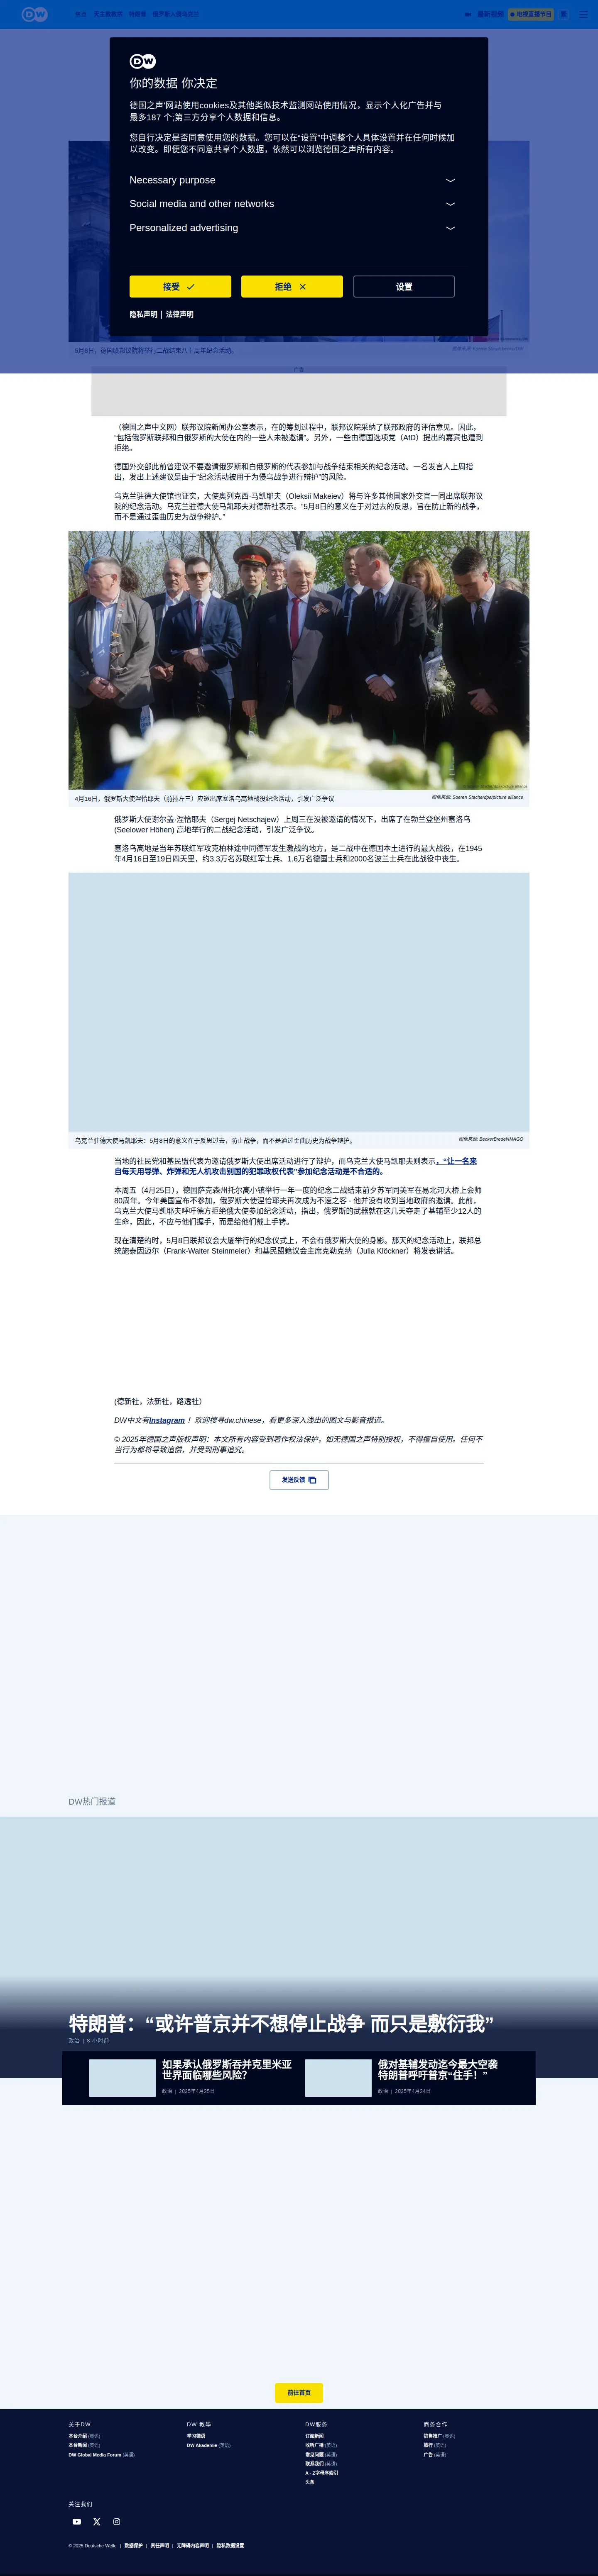 DW
天主教教宗
特朗普
俄罗斯入侵乌克兰
最新视频
电视直播节目
DW
你的数据 你决定
德国之声'网站使用cookies及其他类似技术监测网站使用情况，显示个人化广告并与
最多187 个;第三方分享个人数据和信息。
您自行决定是否同意使用您的数据。您可以在“设置”中调整个人具体设置并在任何时候加
以改变。即便您不同意共享个人数据，依然可以浏览德国之声所有内容。
Necessary purpose
Social media and other networks
Personalized advertising
接受
拒绝
设置
隐私声明 | 法律声明
5月8日，德国联邦议院将举行二战结束八十周年纪念活动。
广告
（德国之声中文网）联邦议院新闻办公室表示，在的筹划过程中，联邦议院采纳了联邦政府的评估意见。因此，
“包括俄罗斯联邦和白俄罗斯的大使在内的一些人未被邀请”。另外，一些由德国选项党（AfD）提出的嘉宾也遭到
拒绝。
德国外交部此前曾建议不要邀请俄罗斯和白俄罗斯的代表参加与战争结束相关的纪念活动。一名发言人上周指
出，发出上述建议是由于“纪念活动被用于为侵乌战争进行辩护”的风险。
乌克兰驻德大使馆也证实，大使奥列克西·马凯耶夫（Oleksii Makeiev）将与许多其他国家外交官一同出席联邦议
院的纪念活动。乌克兰驻德大使马凯耶夫对德新社表示。“5月8日的意义在于对过去的反思，旨在防止新的战争，
而不是通过歪曲历史为战争辩护。”
4月16日，俄罗斯大使涅恰耶夫（前排左三）应邀出席塞洛乌高地战役纪念活动，引发广泛争议
图像来源: Soeren Stache/dpa/picture alliance
俄罗斯大使谢尔盖·涅恰耶夫（Sergej Netschajew）上周三在没被邀请的情况下，出席了在勃兰登堡州塞洛乌
(Seelower Höhen) 高地举行的二战纪念活动，引发广泛争议。
塞洛乌高地是当年苏联红军攻克柏林途中同德军发生激战的地方，是二战中在德国本土进行的最大战役，在1945
年4月16日至19日四天里，约3.3万名苏联红军士兵、1.6万名德国士兵和2000名波兰士兵在此战役中丧生。
乌克兰驻德大使马凯耶夫：5月8日的意义在于反思过去，防止战争，而不是通过歪曲历史为战争辩护。
图像来源: BeckerBredel/IMAGO
当地的社民党和基民盟代表为邀请俄罗斯大使出席活动进行了辩护，而乌克兰大使马凯耶夫则表示，“让一名来
自每天用导弹、炸弹和无人机攻击别国的犯罪政权代表”参加纪念活动是不合适的。
本周五（4月25日），德国萨克森州托尔高小镇举行一年一度的纪念二战结束前夕苏军同美军在易北河大桥上会师
80周年。今年美国宣布不参加，俄罗斯大使涅恰耶夫再次成为不速之客 - 他并没有收到当地政府的邀请。此前，
乌克兰大使马凯耶夫呼吁德方拒绝俄大使参加纪念活动，指出，俄罗斯的武器就在这几天夺走了基辅至少12人的
生命，因此，不应与他们握手，而是给他们戴上手铐。
现在清楚的时，5月8日联邦议会大厦举行的纪念仪式上，不会有俄罗斯大使的身影。那天的纪念活动上，联邦总
统施泰因迈尔（Frank-Walter Steinmeier）和基民盟籍议会主席克勒克纳（Julia Klöckner）将发表讲话。
(德新社，法新社，路透社）
DW中文有Instagram！欢迎搜寻dw.chinese，看更多深入浅出的图文与影音报道。
© 2025年德国之声版权声明：本文所有内容受到著作权法保护，如无德国之声特别授权，不得擅自使用。任何不
当行为都将导致追偿，并受到刑事追究。
发送反馈
DW热门报道
特朗普：“或许普京并不想停止战争 而只是敷衍我”
政治 | 9 小时前
如果承认俄罗斯吞并克里米亚
世界面临哪些风险？
政治 | 2025年4月25日
俄对基辅发动迄今最大空袭
特朗普呼吁普京“住手！”
政治 | 2025年4月24日
前往首页
关于DW
本台介绍 (英语)
本台新闻 (英语)
DW Global Media Forum (英语)
DW 教學
学习德语
DW Akademie (英语)
DW服务
订阅新闻
收听广播 (英语)
常见问题 (英语)
联系我们 (英语)
A - Z字母序索引
头条
商务合作
销售推广 (英语)
旅行 (英语)
广告 (英语)
关注我们
© 2025 Deutsche Welle | 数据保护 | 责任声明 | 无障碍内容声明 | 隐私数据设置